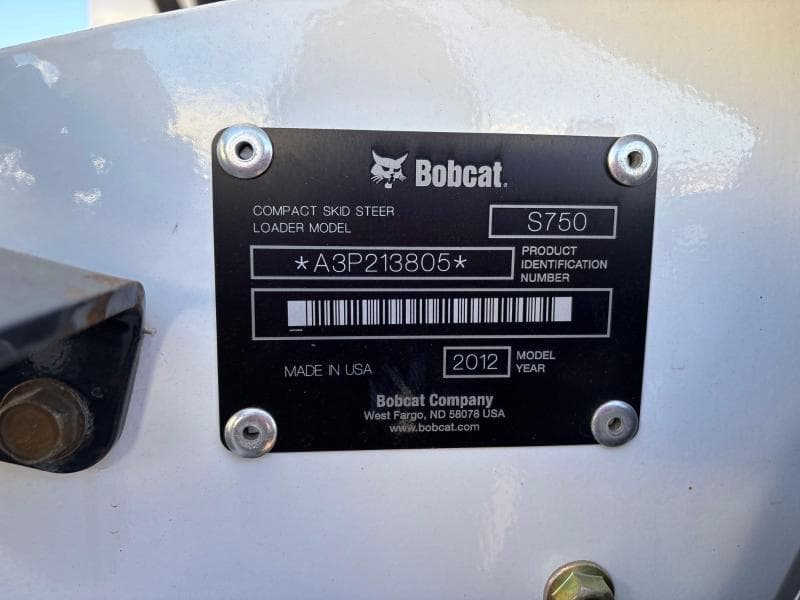 Bobcat.
COMPACT SKID STEER
LOADER MODEL
S750
*A3P213805*
PRODUCT
IDENTIFICATION
NUMBER
MADE IN USA
2012
MODEL
YEAR
Bobcat Company
West Fargo, ND 58078 USA
www.bobcat.com